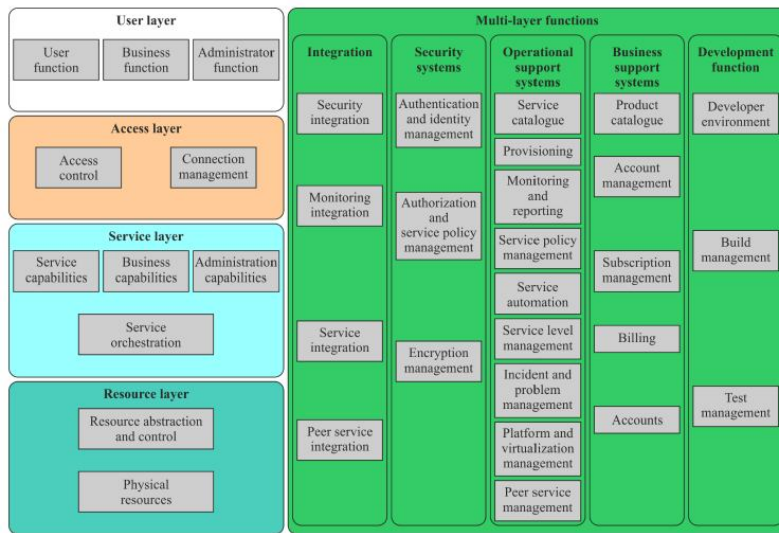 User layer
User
function
Business
function
Administrator
function
Access layer
Access
control
Connection
management
Service layer
Service
capabilities
Business
capabilities
Administration
capabilities
Service
orchestration
Resource layer
Resource abstraction
and control
Physical
resources
Multi-layer functions
Integration
Security
integration
Monitoring
integration
Service
integration
Peer service
integration
Security
systems
Authentication
and identity
management
Authorization
and
service policy
management
Encryption
management
Operational
support
systems
Service
catalogue
Provisioning
Monitoring
and
reporting
Service policy
management
Service
automation
Service level
management
Incident and
problem
management
Platform and
virtualization
management
Peer service
management
Business
support
systems
Product
catalogue
Account
management
Subscription
management
Billing
Accounts
Development
function
Developer
environment
Build
management
Test
management